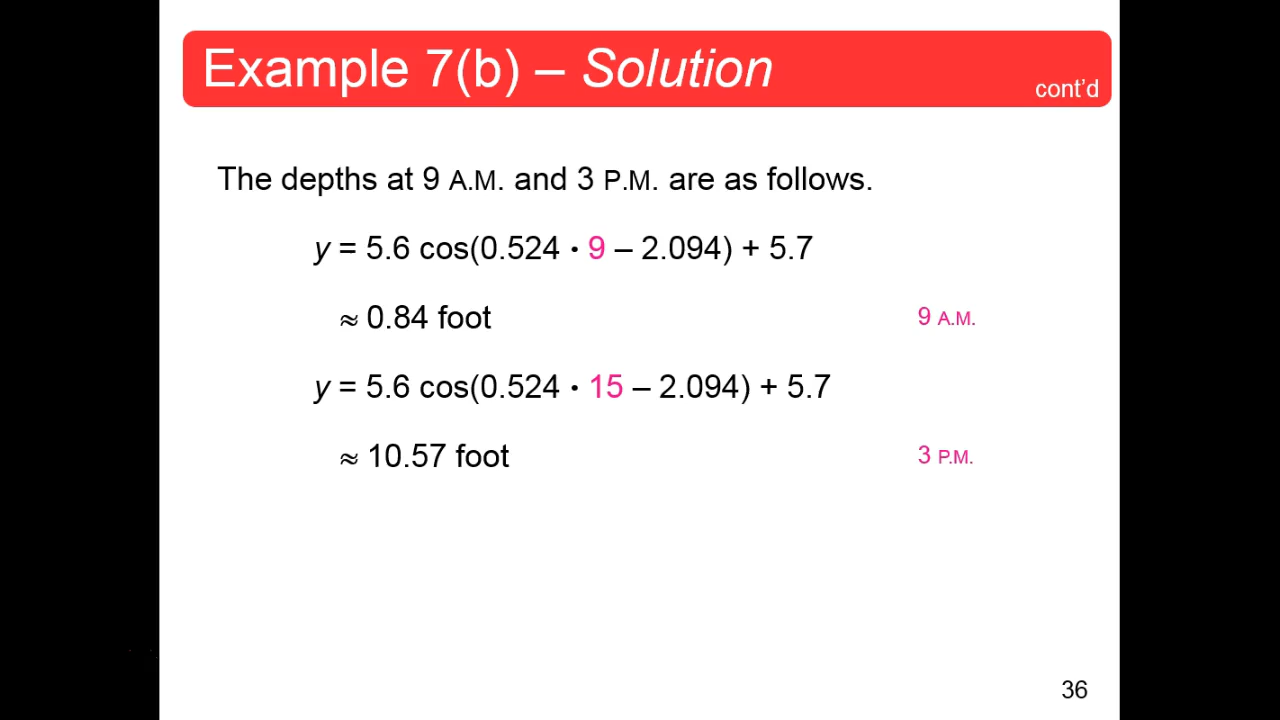 Example 7(b) – Solution
cont’d
The depths at 9 A.M. and 3 P.M. are as follows.
y = 5.6 cos(0.524 • 9 – 2.094) + 5.7
≈ 0.84 foot 9 A.M.
y = 5.6 cos(0.524 • 15 – 2.094) + 5.7
≈ 10.57 foot 3 P.M.
36